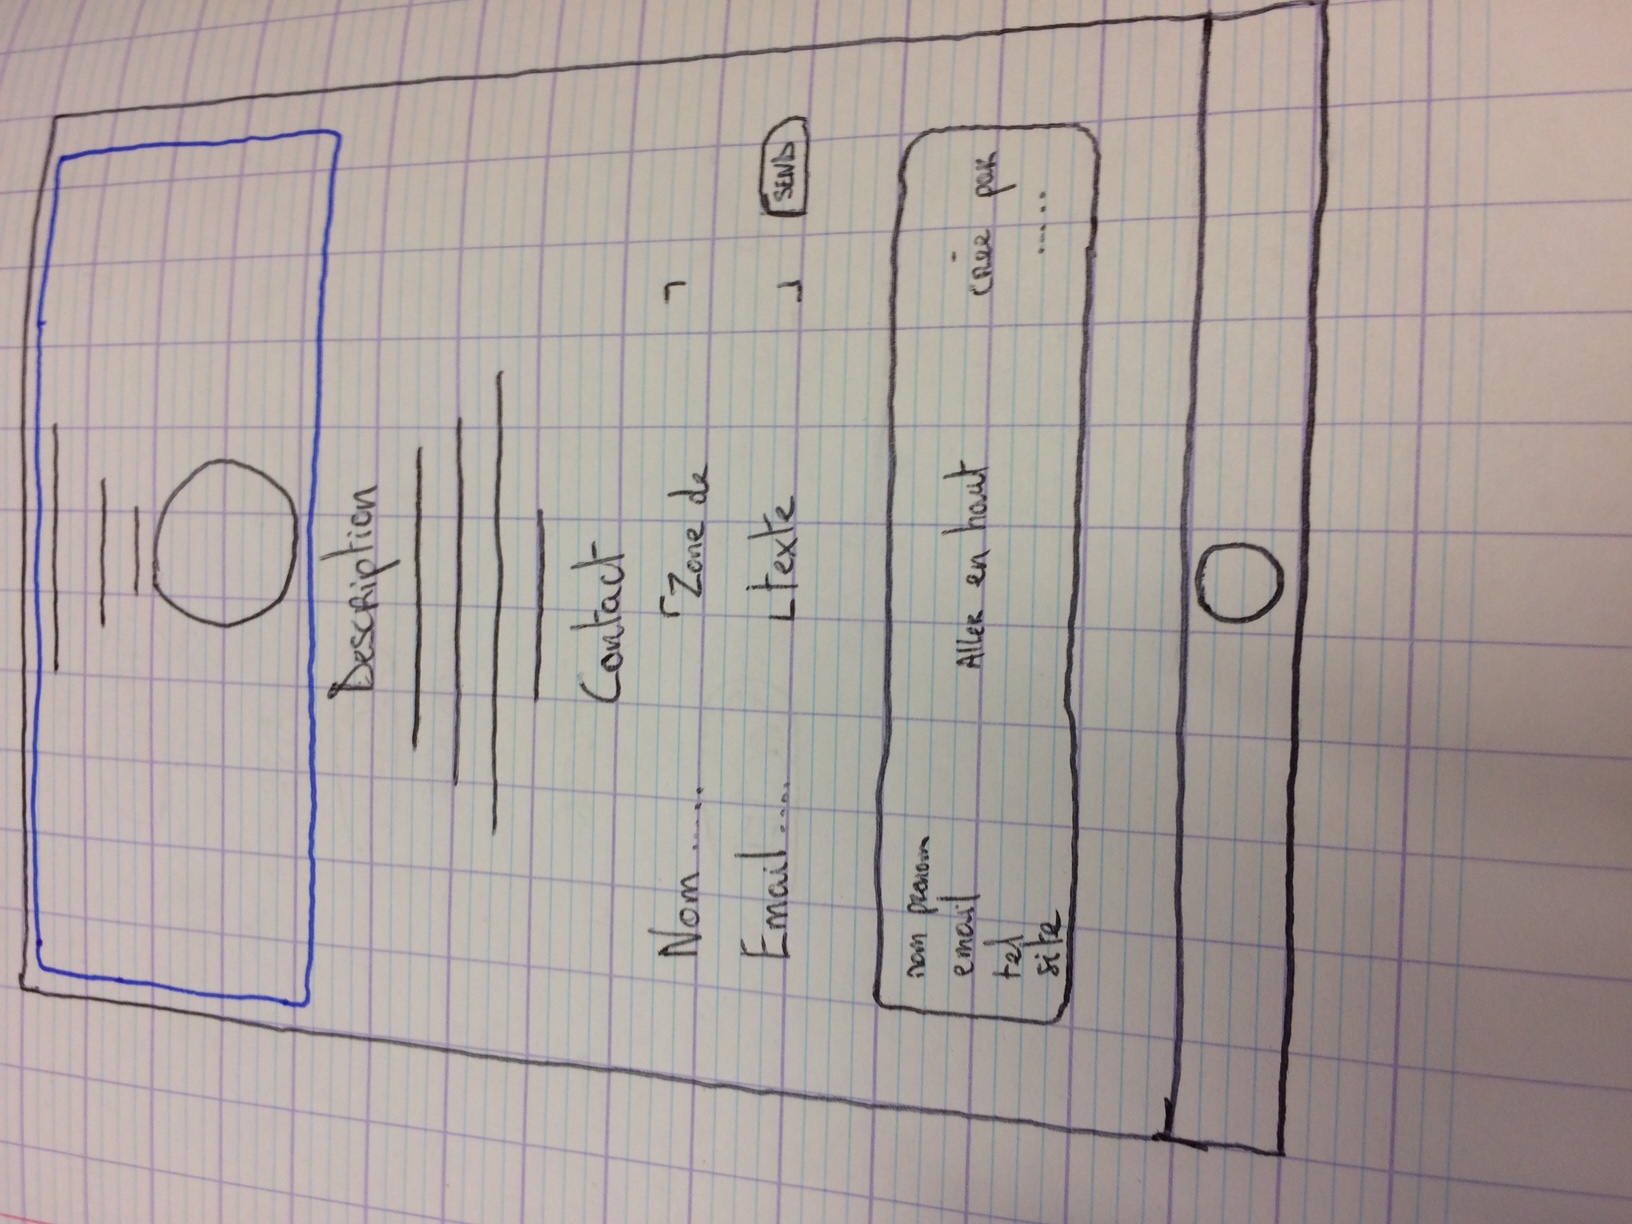 Description
Contact
Nom .....
Zone de
Email ....
texte
SEND
nom prenom
email
tel
site
Aller en haut
crée par
.....